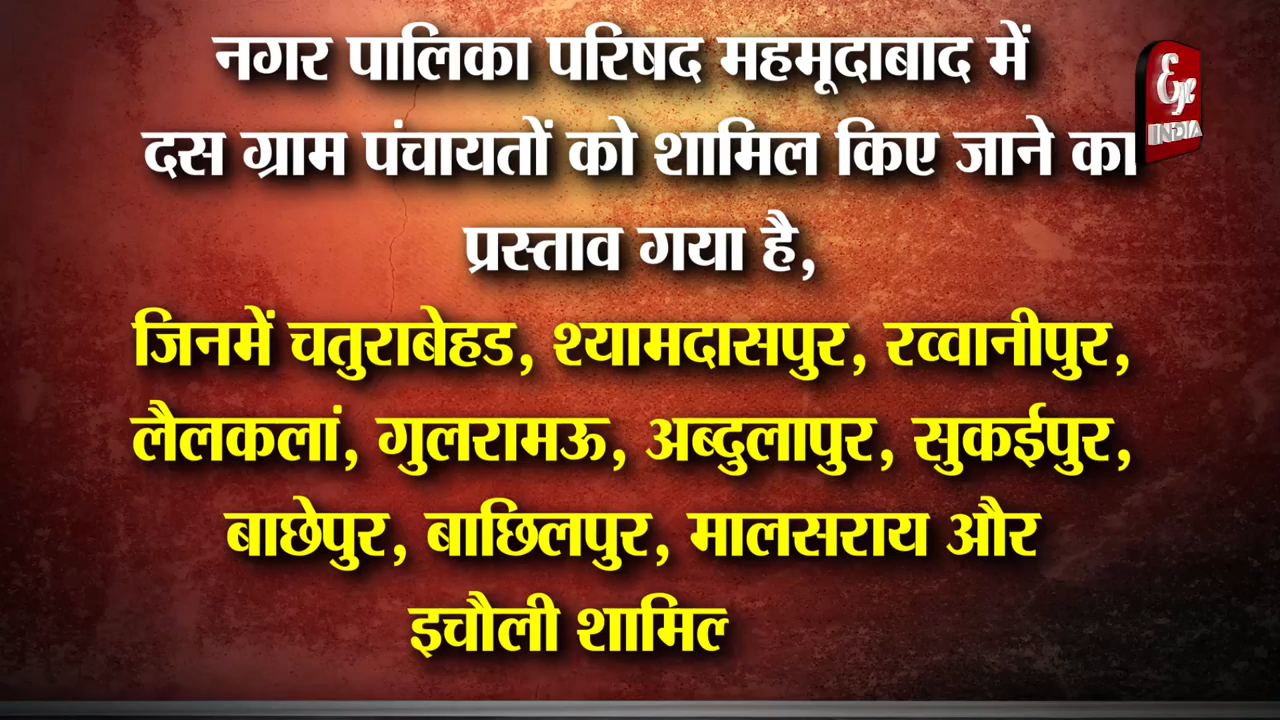 नगर पालिका परिषद महमूदाबाद में
दस ग्राम पंचायतों को शामिल किए जाने का
प्रस्ताव गया है,
जिनमें चतुराबेहड, श्यामदासपुर, रव्वानीपुर,
लैलकलां, गुलरामऊ, अब्दुलापुर, सुकईपुर,
बाछेपुर, बाछिलपुर, मालसराय और
इचौली शामिल
Eye
INDIA